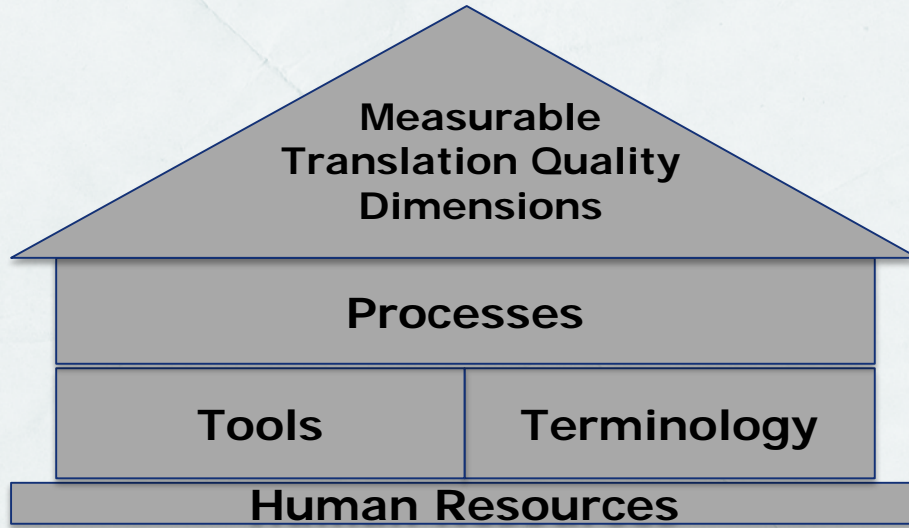 Measurable
Translation Quality
Dimensions
Processes
Tools
Terminology
Human Resources